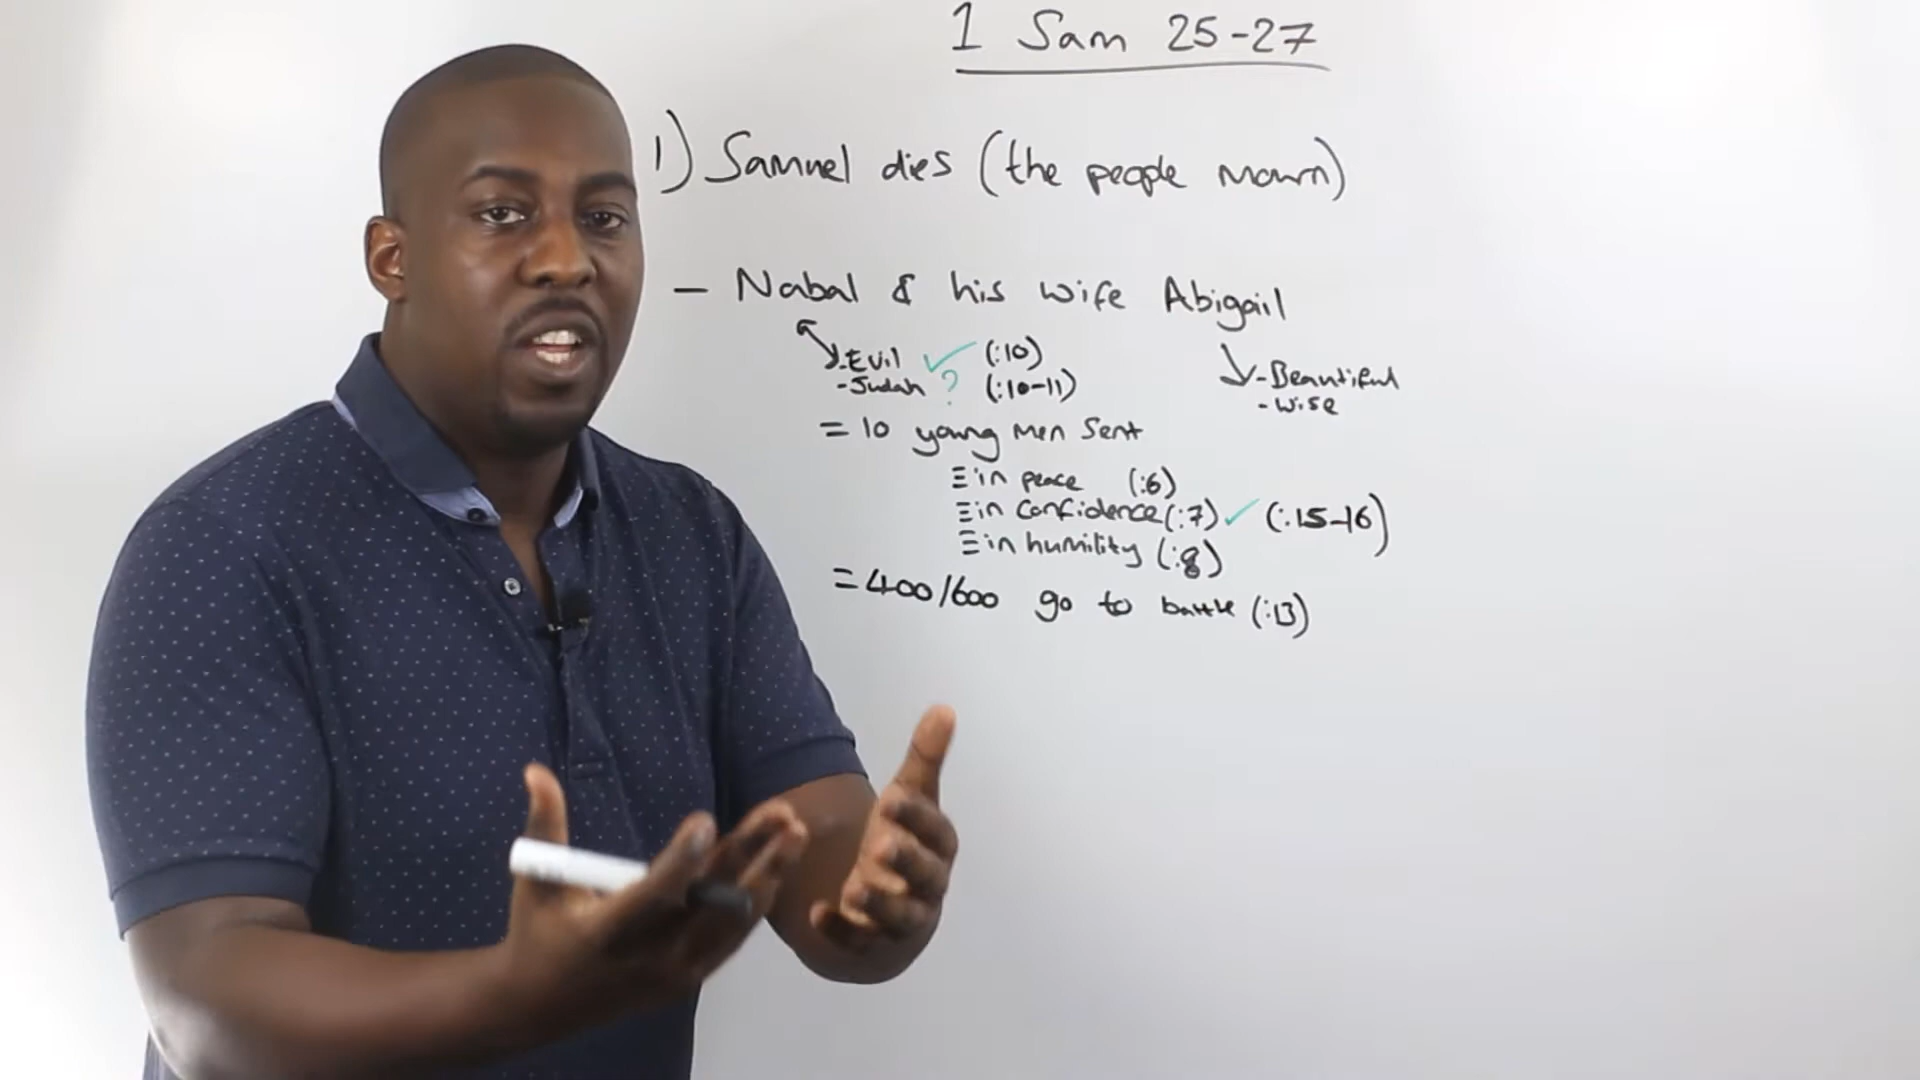 1 Sam 25-27
1) Samuel dies (the people mourn)
- Nabal & his wife Abigail
- Evil ✓ (:10)
- Judah ? (:10-11)
- Beautiful
- wise
= 10 young men sent
≡ in peace (:6)
≡ in confidence (:7) ✓ (:15-16)
≡ in humility (:8)
= 400/600 go to battle (:13)